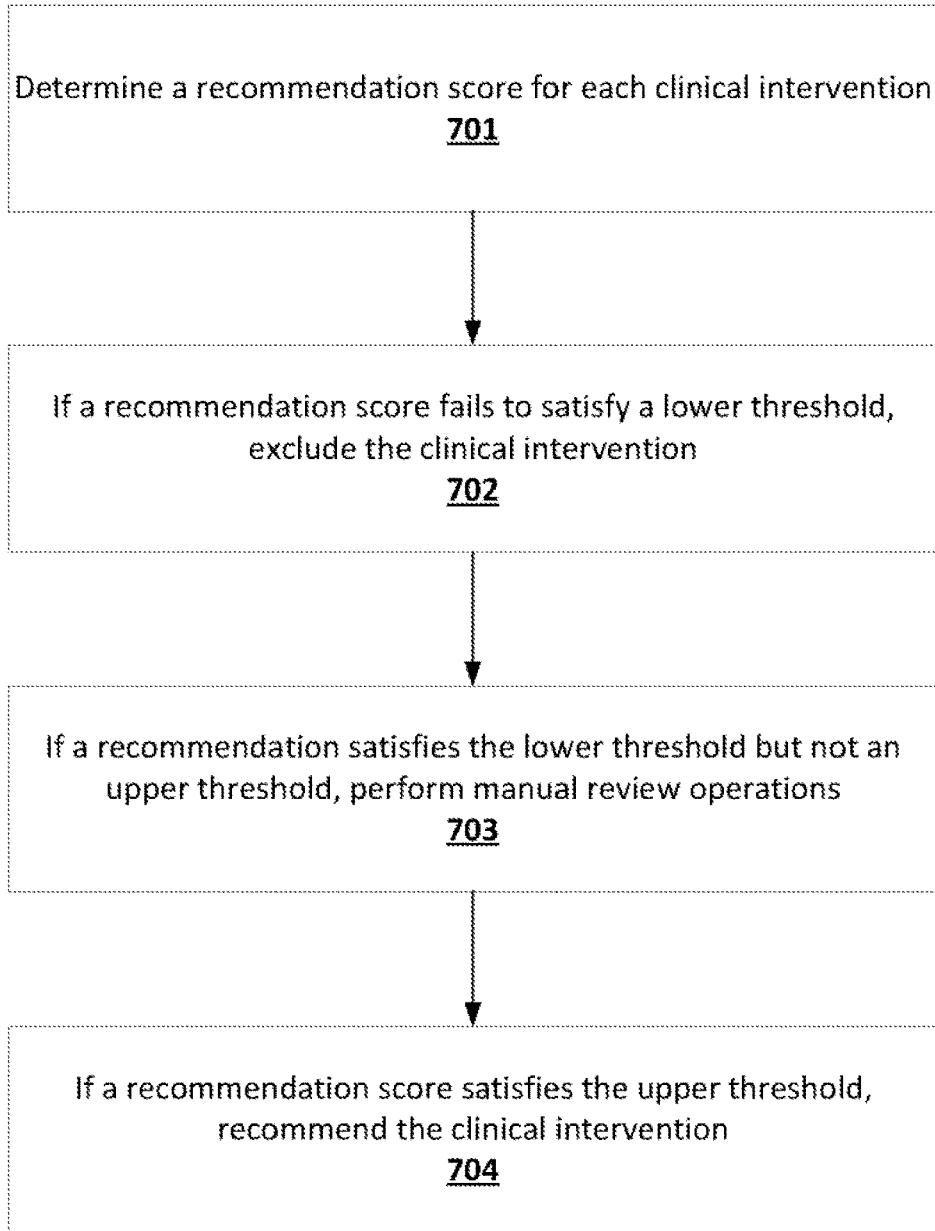 Determine a recommendation score for each clinical intervention
701
If a recommendation score fails to satisfy a lower threshold,
exclude the clinical intervention
702
If a recommendation satisfies the lower threshold but not an
upper threshold, perform manual review operations
703
If a recommendation score satisfies the upper threshold,
recommend the clinical intervention
704